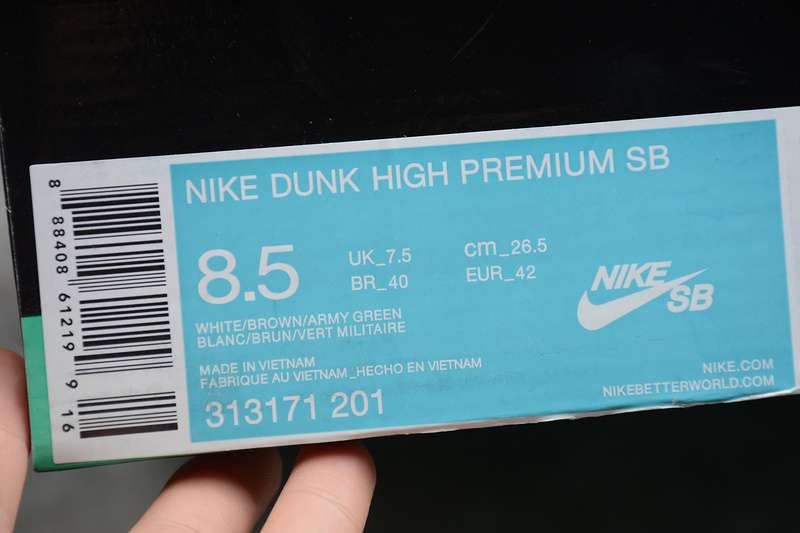 NIKE DUNK HIGH PREMIUM SB
8.5
UK_7.5
cm_26.5
BR_40
EUR_42
WHITE/BROWN/ARMY GREEN
BLANC/BRUN/VERT MILITAIRE
MADE IN VIETNAM
FABRIQUE AU VIETNAM_HECHO EN VIETNAM
313171 201
NIKE
SB
NIKE.COM
NIKEBETTERWORLD.COM
8 88408 61219 9 16